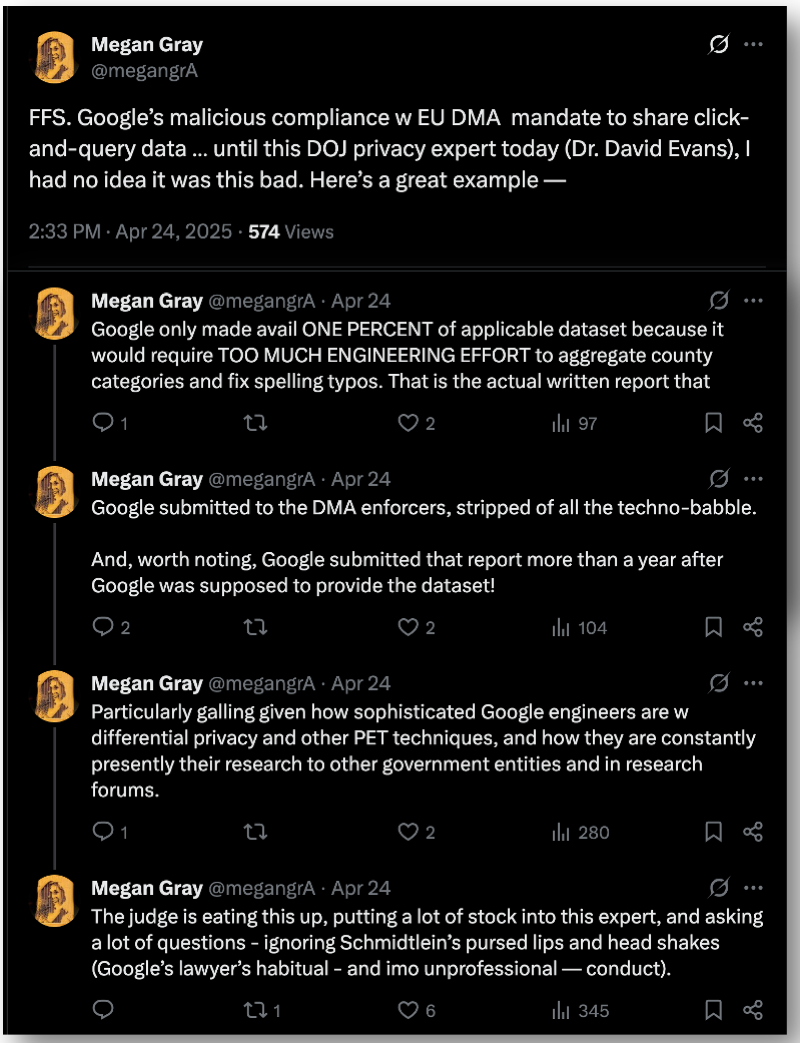 Megan Gray
@megangrA
FFS. Google's malicious compliance w EU DMA  mandate to share click-
and-query data ... until this DOJ privacy expert today (Dr. David Evans), I
had no idea it was this bad. Here's a great example —
2:33 PM · Apr 24, 2025 · 574 Views
Megan Gray @megangrA · Apr 24
Google only made avail ONE PERCENT of applicable dataset because it
would require TOO MUCH ENGINEERING EFFORT to aggregate county
categories and fix spelling typos. That is the actual written report that
1 2 97
Megan Gray @megangrA · Apr 24
Google submitted to the DMA enforcers, stripped of all the techno-babble.
And, worth noting, Google submitted that report more than a year after
Google was supposed to provide the dataset!
2 2 104
Megan Gray @megangrA · Apr 24
Particularly galling given how sophisticated Google engineers are w
differential privacy and other PET techniques, and how they are constantly
presently their research to other government entities and in research
forums.
1 2 280
Megan Gray @megangrA · Apr 24
The judge is eating this up, putting a lot of stock into this expert, and asking
a lot of questions - ignoring Schmidtlein's pursed lips and head shakes
(Google's lawyer's habitual - and imo unprofessional — conduct).
1 6 345